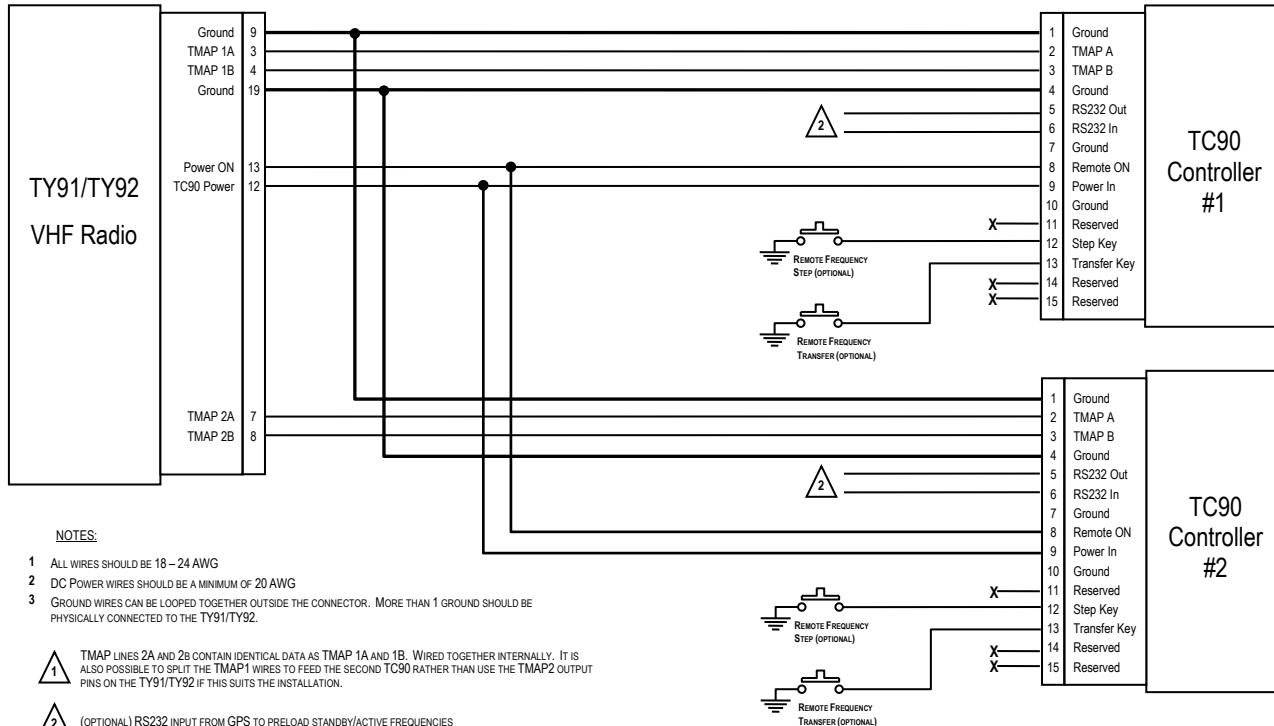 TY91/TY92
VHF Radio
Ground 9
TMAP 1A 3
TMAP 1B 4
Ground 19
Power ON 13
TC90 Power 12
TMAP 2A 7
TMAP 2B 8
1 Ground
2 TMAP A
3 TMAP B
4 Ground
5 RS232 Out
6 RS232 In
7 Ground
8 Remote ON
9 Power In
10 Ground
11 Reserved
12 Step Key
13 Transfer Key
14 Reserved
15 Reserved
TC90
Controller
#1
2
X
REMOTE FREQUENCY
STEP (OPTIONAL)
X
X
REMOTE FREQUENCY
TRANSFER (OPTIONAL)
1 Ground
2 TMAP A
3 TMAP B
4 Ground
5 RS232 Out
6 RS232 In
7 Ground
8 Remote ON
9 Power In
10 Ground
11 Reserved
12 Step Key
13 Transfer Key
14 Reserved
15 Reserved
TC90
Controller
#2
2
X
REMOTE FREQUENCY
STEP (OPTIONAL)
X
X
REMOTE FREQUENCY
TRANSFER (OPTIONAL)
NOTES:
1 ALL WIRES SHOULD BE 18 – 24 AWG
2 DC POWER WIRES SHOULD BE A MINIMUM OF 20 AWG
3 GROUND WIRES CAN BE LOOPED TOGETHER OUTSIDE THE CONNECTOR. MORE THAN 1 GROUND SHOULD BE
PHYSICALLY CONNECTED TO THE TY91/TY92.
1 TMAP LINES 2A AND 2B CONTAIN IDENTICAL DATA AS TMAP 1A AND 1B. WIRED TOGETHER INTERNALLY. IT IS
ALSO POSSIBLE TO SPLIT THE TMAP1 WIRES TO FEED THE SECOND TC90 RATHER THAN USE THE TMAP2 OUTPUT
PINS ON THE TY91/TY92 IF THIS SUITS THE INSTALLATION.
2 (OPTIONAL) RS232 INPUT FROM GPS TO PRELOAD STANDBY/ACTIVE FREQUENCIES